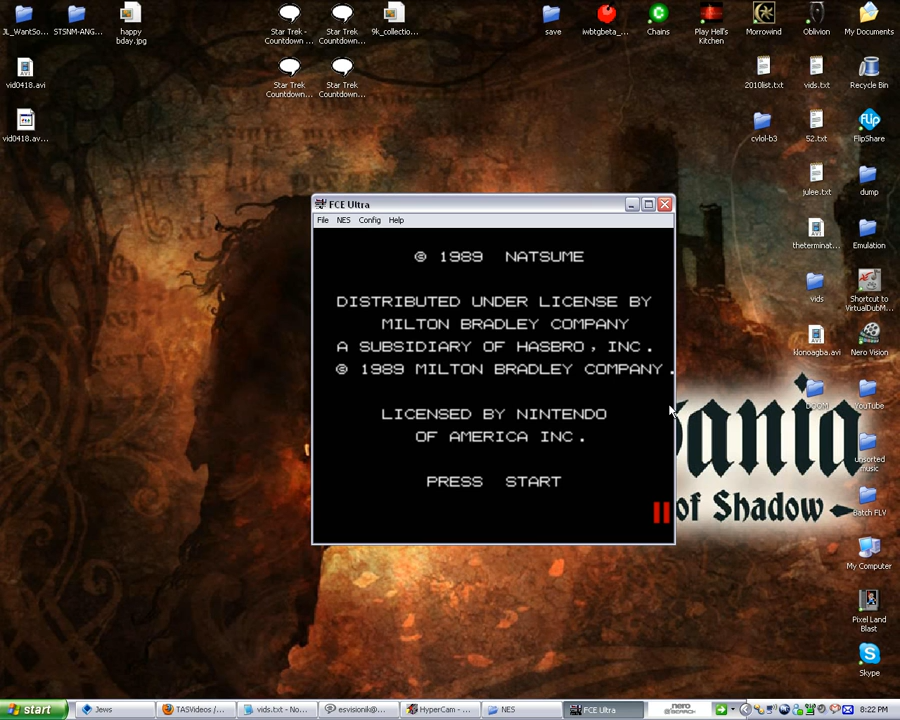 JL_WantSo...
STSNM-ANG...
happy
bday.jpg
Star Trek -
Countdown ...
Star Trek
Countdown...
9k_collectio...
save
iwbtgbeta_...
Chains
Play Hell's
Kitchen
Morrowind
Oblivion
My Documents
vid0418.avi
Star Trek
Countdown...
Star Trek
Countdown...
2010list.txt
vids.txt
Recycle Bin
vid0418.av...
cvlol-b3
52.txt
FlipShare
julee.txt
dump
theterminat...
Emulation
vids
Shortcut to
VirtualDubM...
klonoagba.avi
Nero Vision
DOOM
YouTube
unsorted
music
Batch FLV
My Computer
Pixel Land
Blast
Skype
FCE Ultra
File NES Config Help
© 1989 NATSUME
DISTRIBUTED UNDER LICENSE BY
MILTON BRADLEY COMPANY
A SUBSIDIARY OF HASBRO, INC.
© 1989 MILTON BRADLEY COMPANY.
LICENSED BY NINTENDO
OF AMERICA INC.
PRESS START
ania
of Shadow
start
Jews
TASVideos /...
vids.txt - No...
esvisionik@...
HyperCam - ...
NES
FCE Ultra
nero
SEARCH
8:22 PM